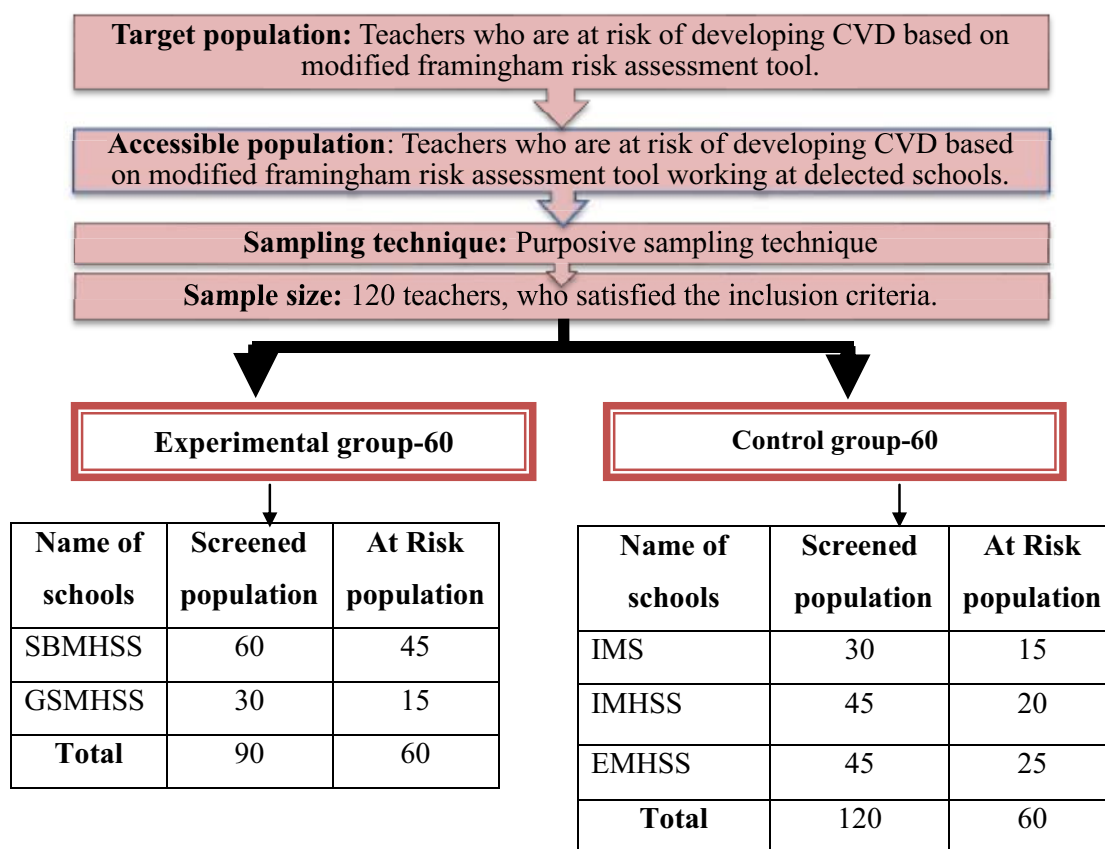 Target population: Teachers who are at risk of developing CVD based on
modified framingham risk assessment tool.
Accessible population: Teachers who are at risk of developing CVD based
on modified framingham risk assessment tool working at delected schools.
Sampling technique: Purposive sampling technique
Sample size: 120 teachers, who satisfied the inclusion criteria.
Experimental group-60
Control group-60
Name of schools Screened population At Risk population
SBMHSS 60 45
GSMHSS 30 15
Total 90 60
Name of schools Screened population At Risk population
IMS 30 15
IMHSS 45 20
EMHSS 45 25
Total 120 60